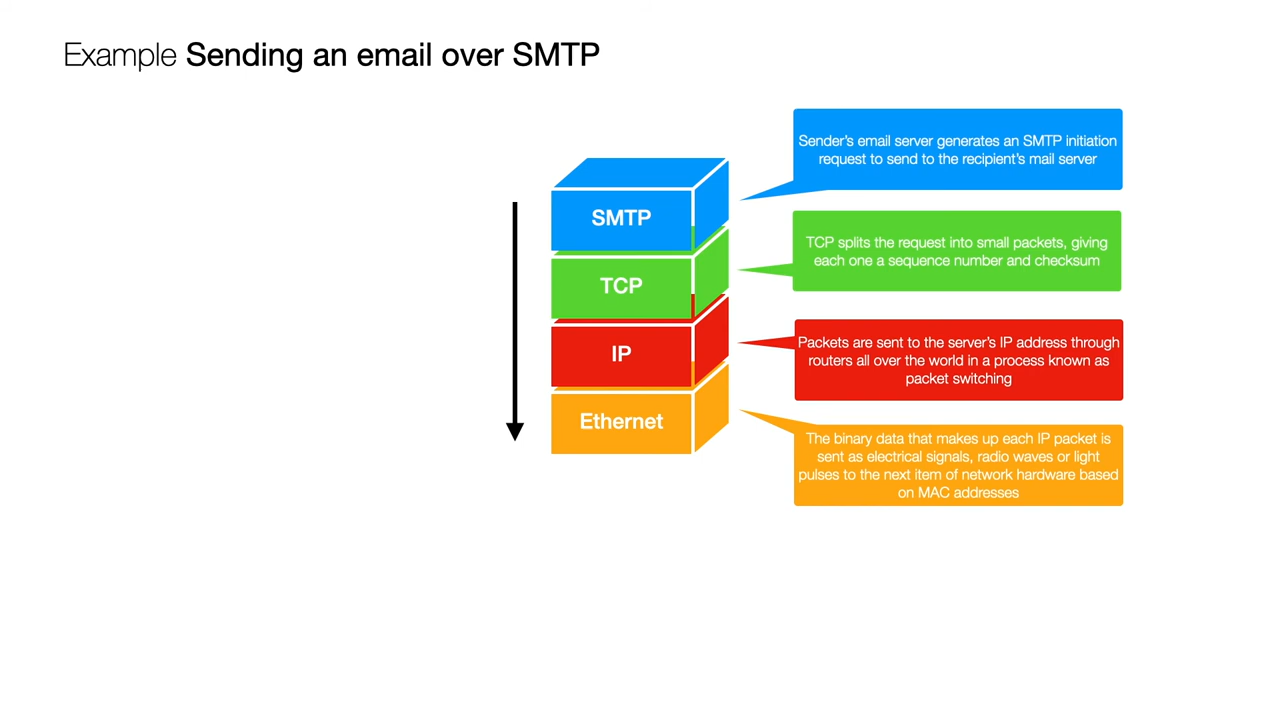 Example Sending an email over SMTP
Sender's email server generates an SMTP initiation
request to send to the recipient's mail server
SMTP
TCP splits the request into small packets, giving
each one a sequence number and checksum
TCP
Packets are sent to the server's IP address through
routers all over the world in a process known as
packet switching
IP
Ethernet
The binary data that makes up each IP packet is
sent as electrical signals, radio waves or light
pulses to the next item of network hardware based
on MAC addresses